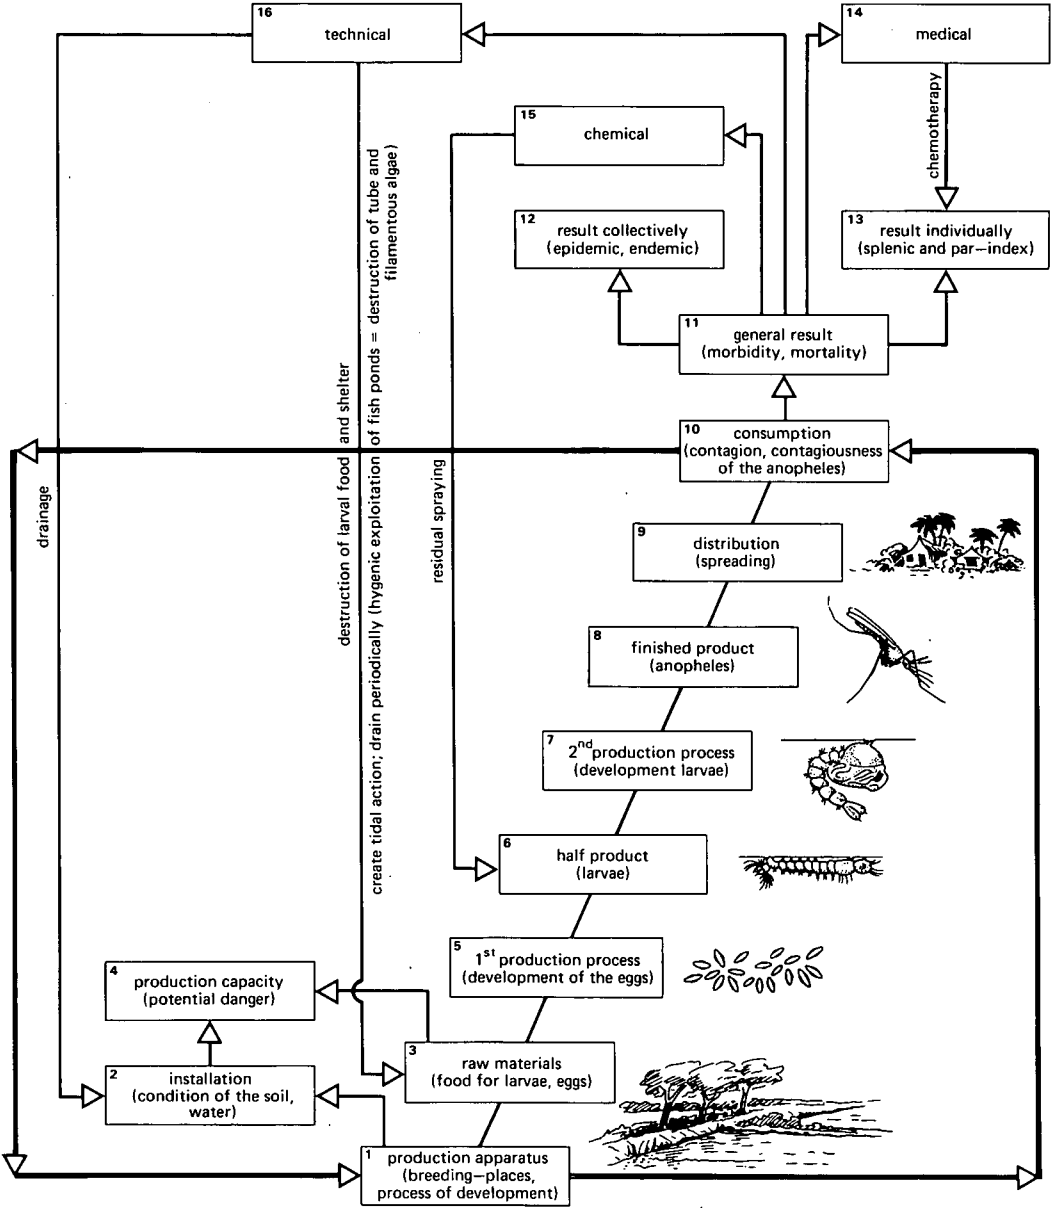 16
technical
14
medical
chemotherapy
15
chemical
12
result collectively
(epidemic, endemic)
13
result individually
(splenic and par—index)
11
general result
(morbidity, mortality)
10
consumption
(contagion, contagiousness
of the anopheles)
drainage
destruction of larval food and shelter
create tidal action; drain periodically (hygenic exploitation of fish ponds = destruction of tube and
filamentous algae)
residual spraying
9
distribution
(spreading)
8
finished product
(anopheles)
7
2nd production process
(development larvae)
6
half product
(larvae)
5
1st production process
(development of the eggs)
4
production capacity
(potential danger)
3
raw materials
(food for larvae, eggs)
2
installation
(condition of the soil,
water)
1
production apparatus
(breeding—places,
process of development)